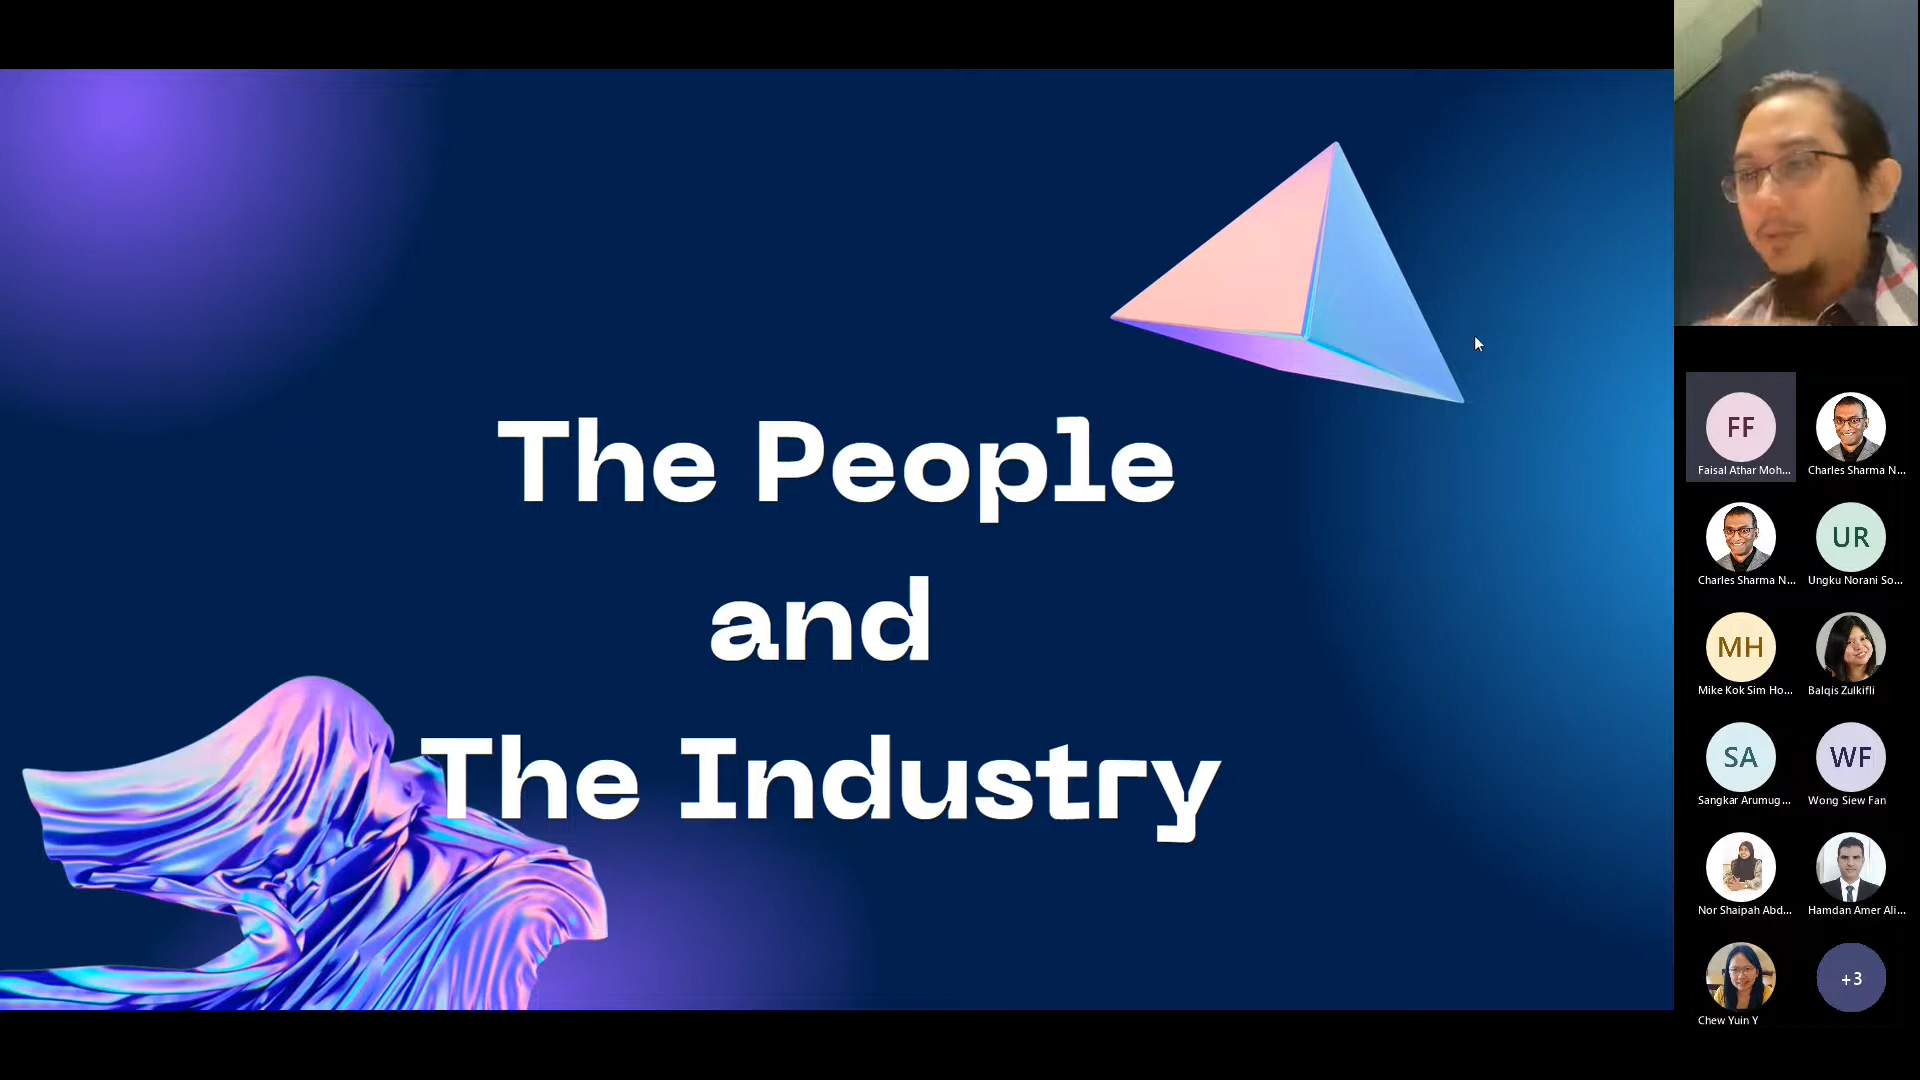 The People
and
The Industry
FF
Faisal Athar Moh...
Charles Sharma N...
Charles Sharma N...
UR
Ungku Norani So...
MH
Mike Kok Sim Ho...
Balqis Zulkifli
SA
Sangkar Arumug...
WF
Wong Siew Fan
Nor Shaipah Abd...
Hamdan Amer Ali...
Chew Yuin Y
+3